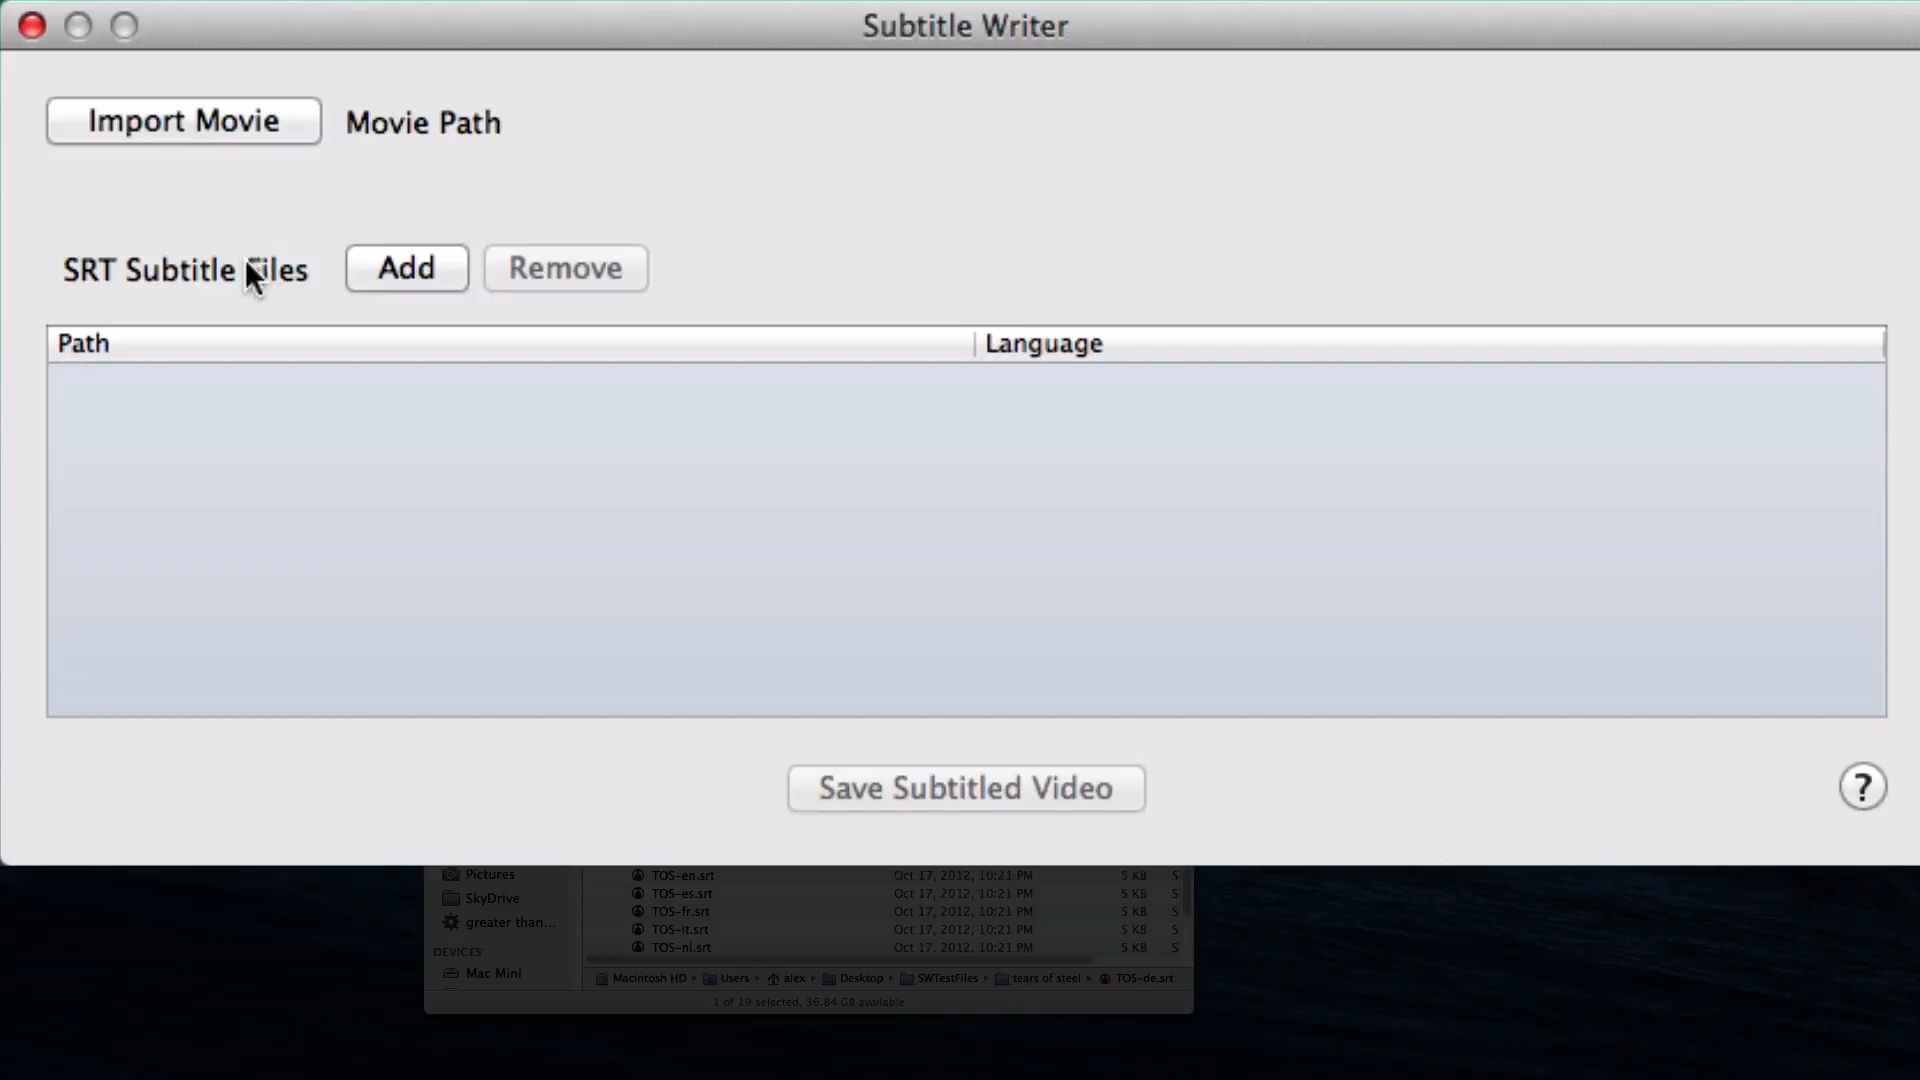 Subtitle Writer
Import Movie Movie Path
SRT Subtitle Files Add Remove
Path Language
Save Subtitled Video ?
Pictures TOS-en.srt Oct 17, 2012, 10:21 PM 5 KB S
SkyDrive TOS-es.srt Oct 17, 2012, 10:21 PM 5 KB S
greater than... TOS-fr.srt Oct 17, 2012, 10:21 PM 5 KB S
TOS-it.srt Oct 17, 2012, 10:21 PM 5 KB S
DEVICES TOS-nl.srt Oct 17, 2012, 10:21 PM 5 KB S
Mac Mini Macintosh HD Users alex Desktop SWTestFiles tears of steel TOS-de.srt
1 of 19 selected, 36.84 GB available